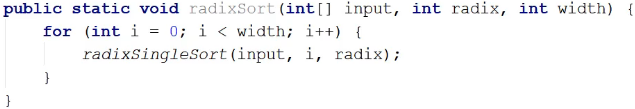 public static void radixSort(int[] input, int radix, int width) {
    for (int i = 0; i < width; i++) {
        radixSingleSort(input, i, radix);
    }
}